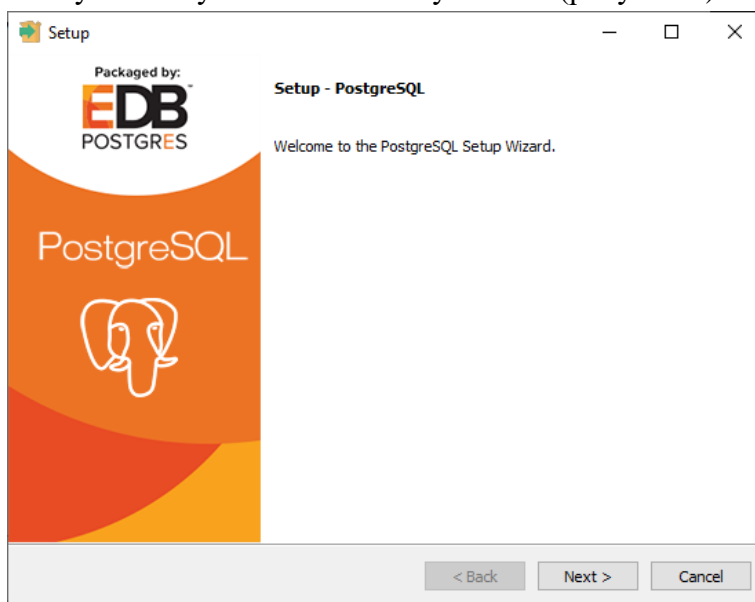 Setup
Packaged by:
EDB
POSTGRES
PostgreSQL
Setup - PostgreSQL
Welcome to the PostgreSQL Setup Wizard.
< Back
Next >
Cancel